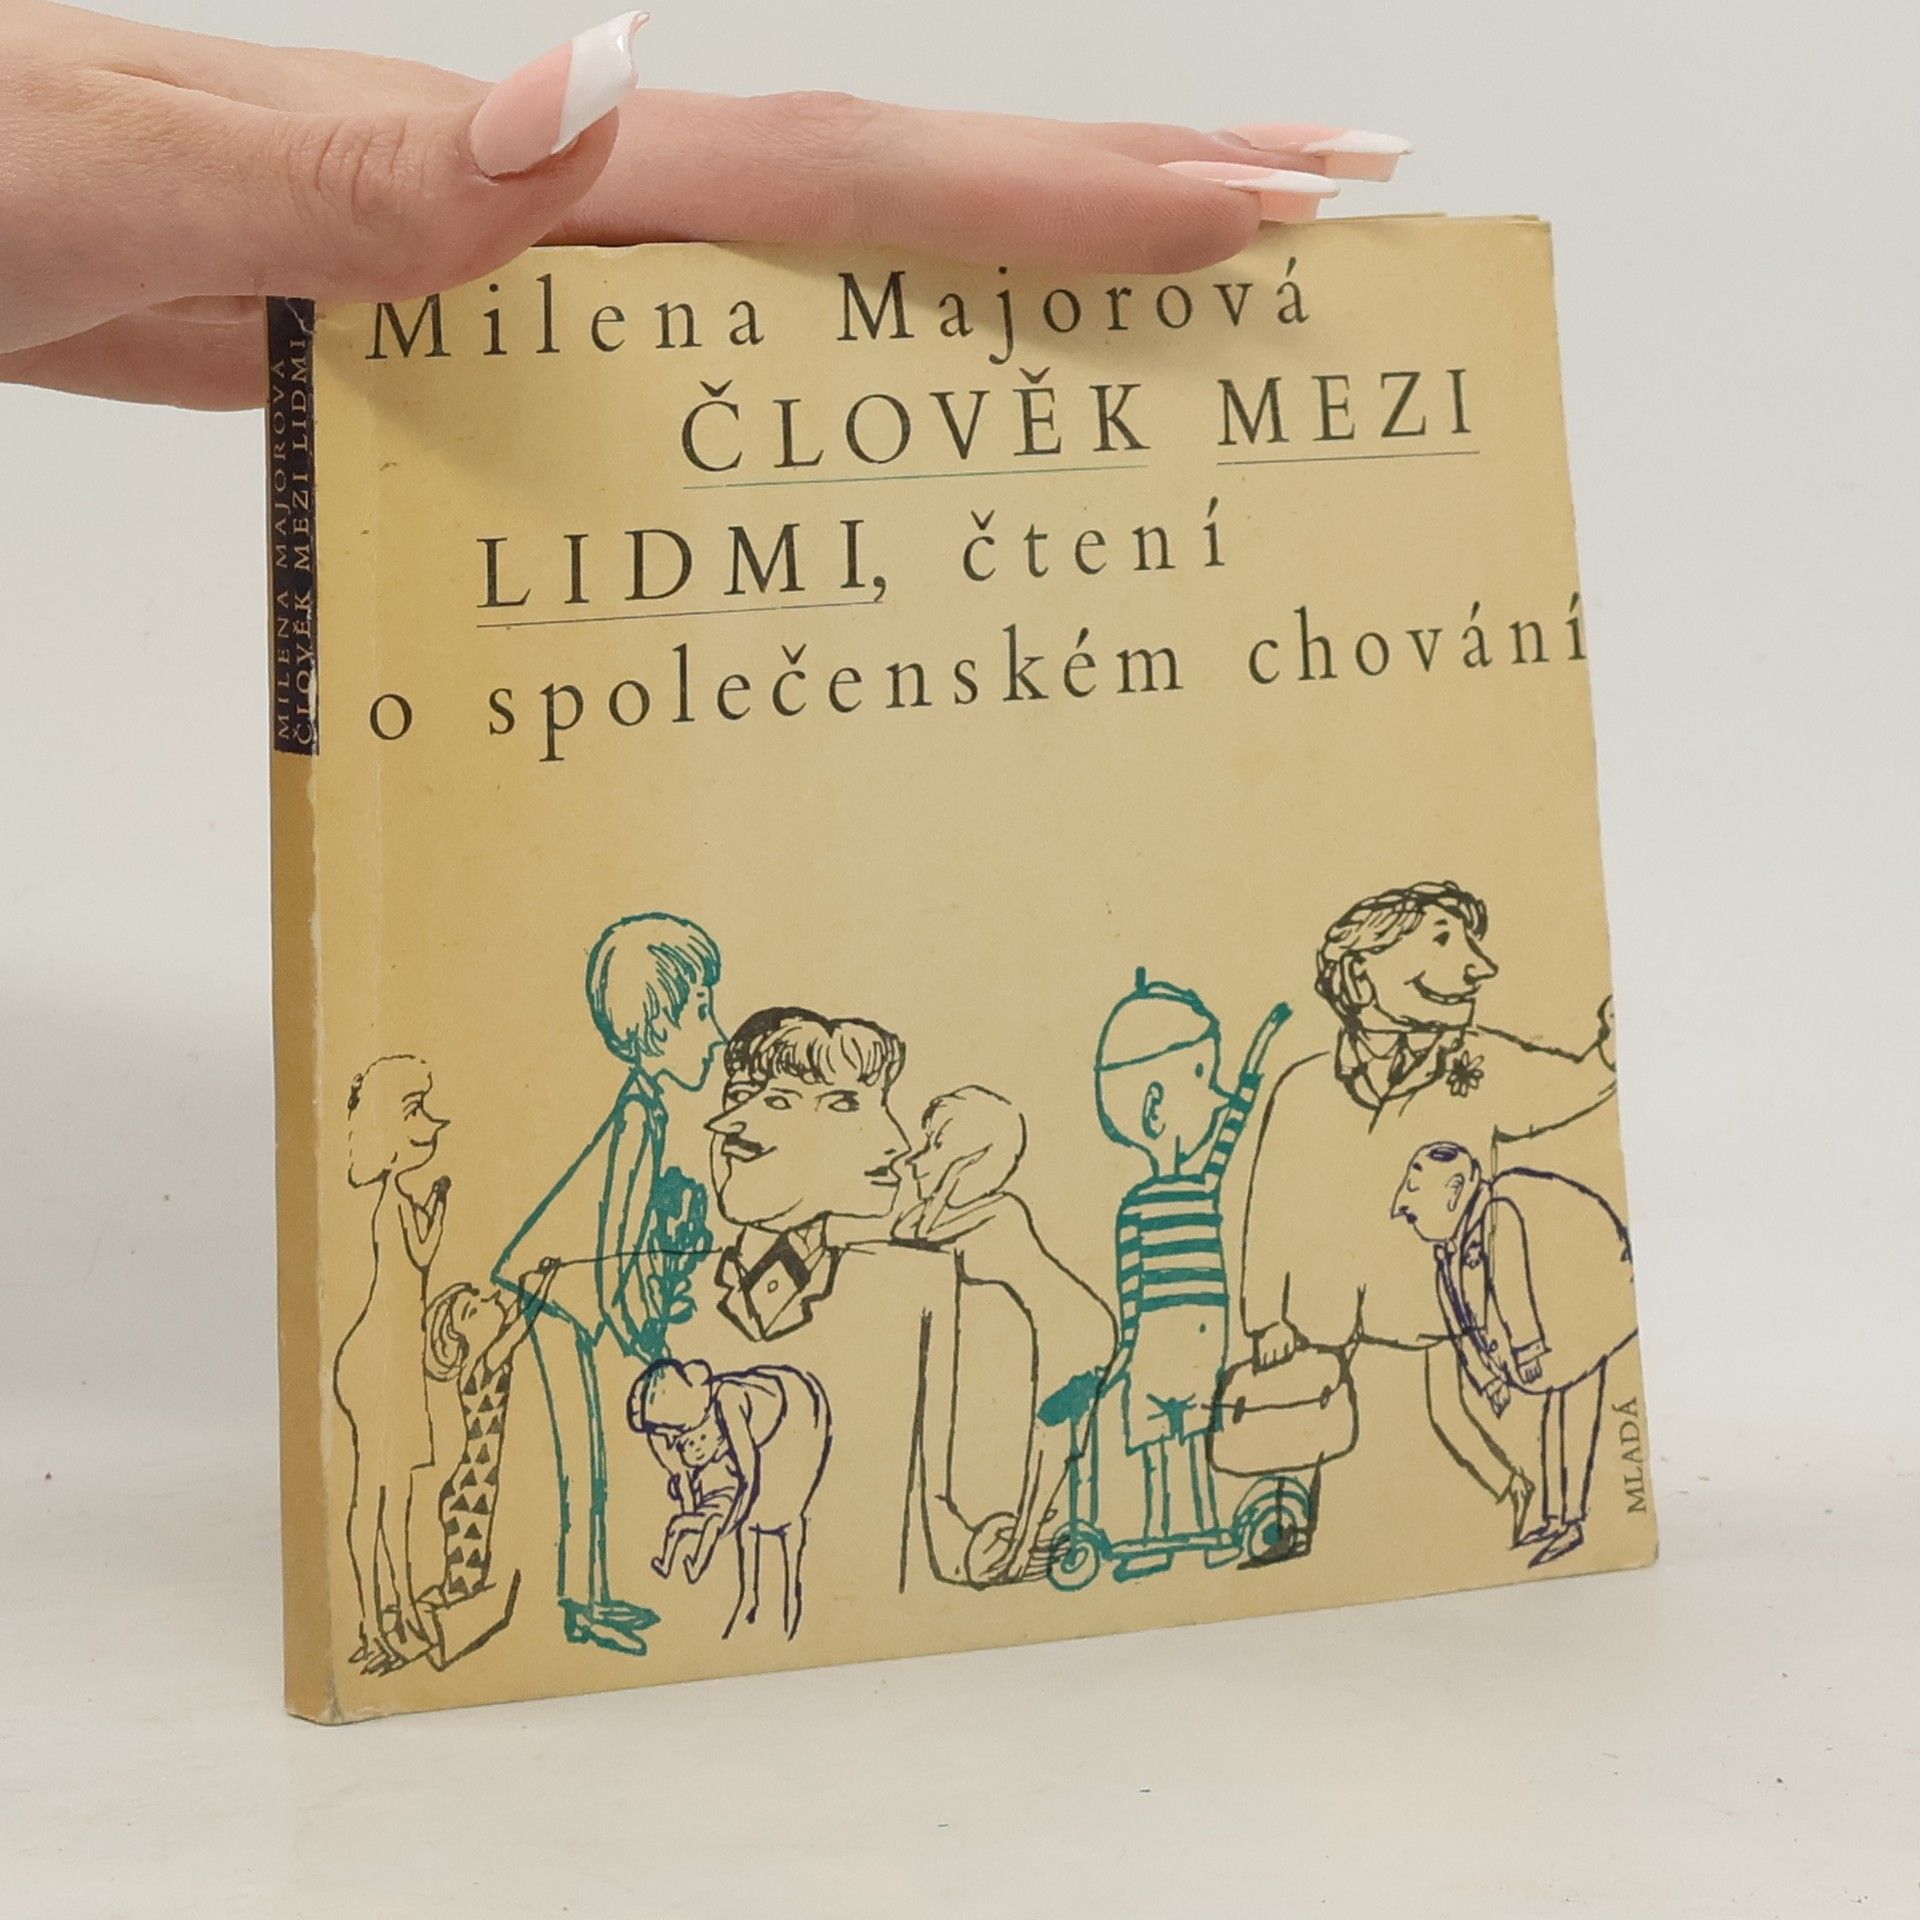 Milena Majorová
ČLOVĚK MEZI
LIDMI, čtení
o společenském chování
MILENA MAJOROVÁ
ČLOVĚK MEZI LIDMI
MLADÁ